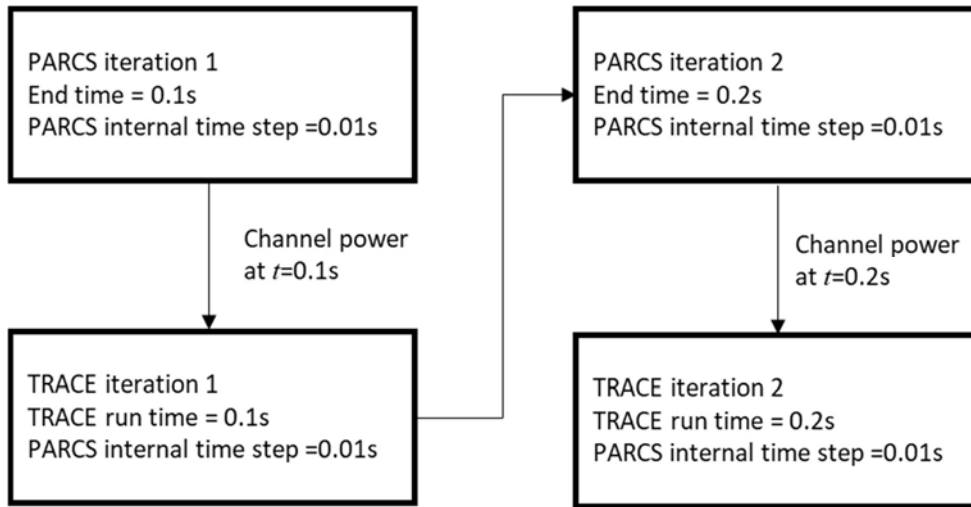 PARCS iteration 1
End time = 0.1s
PARCS internal time step =0.01s
Channel power
at t=0.1s
TRACE iteration 1
TRACE run time = 0.1s
PARCS internal time step =0.01s
PARCS iteration 2
End time = 0.2s
PARCS internal time step =0.01s
Channel power
at t=0.2s
TRACE iteration 2
TRACE run time = 0.2s
PARCS internal time step =0.01s